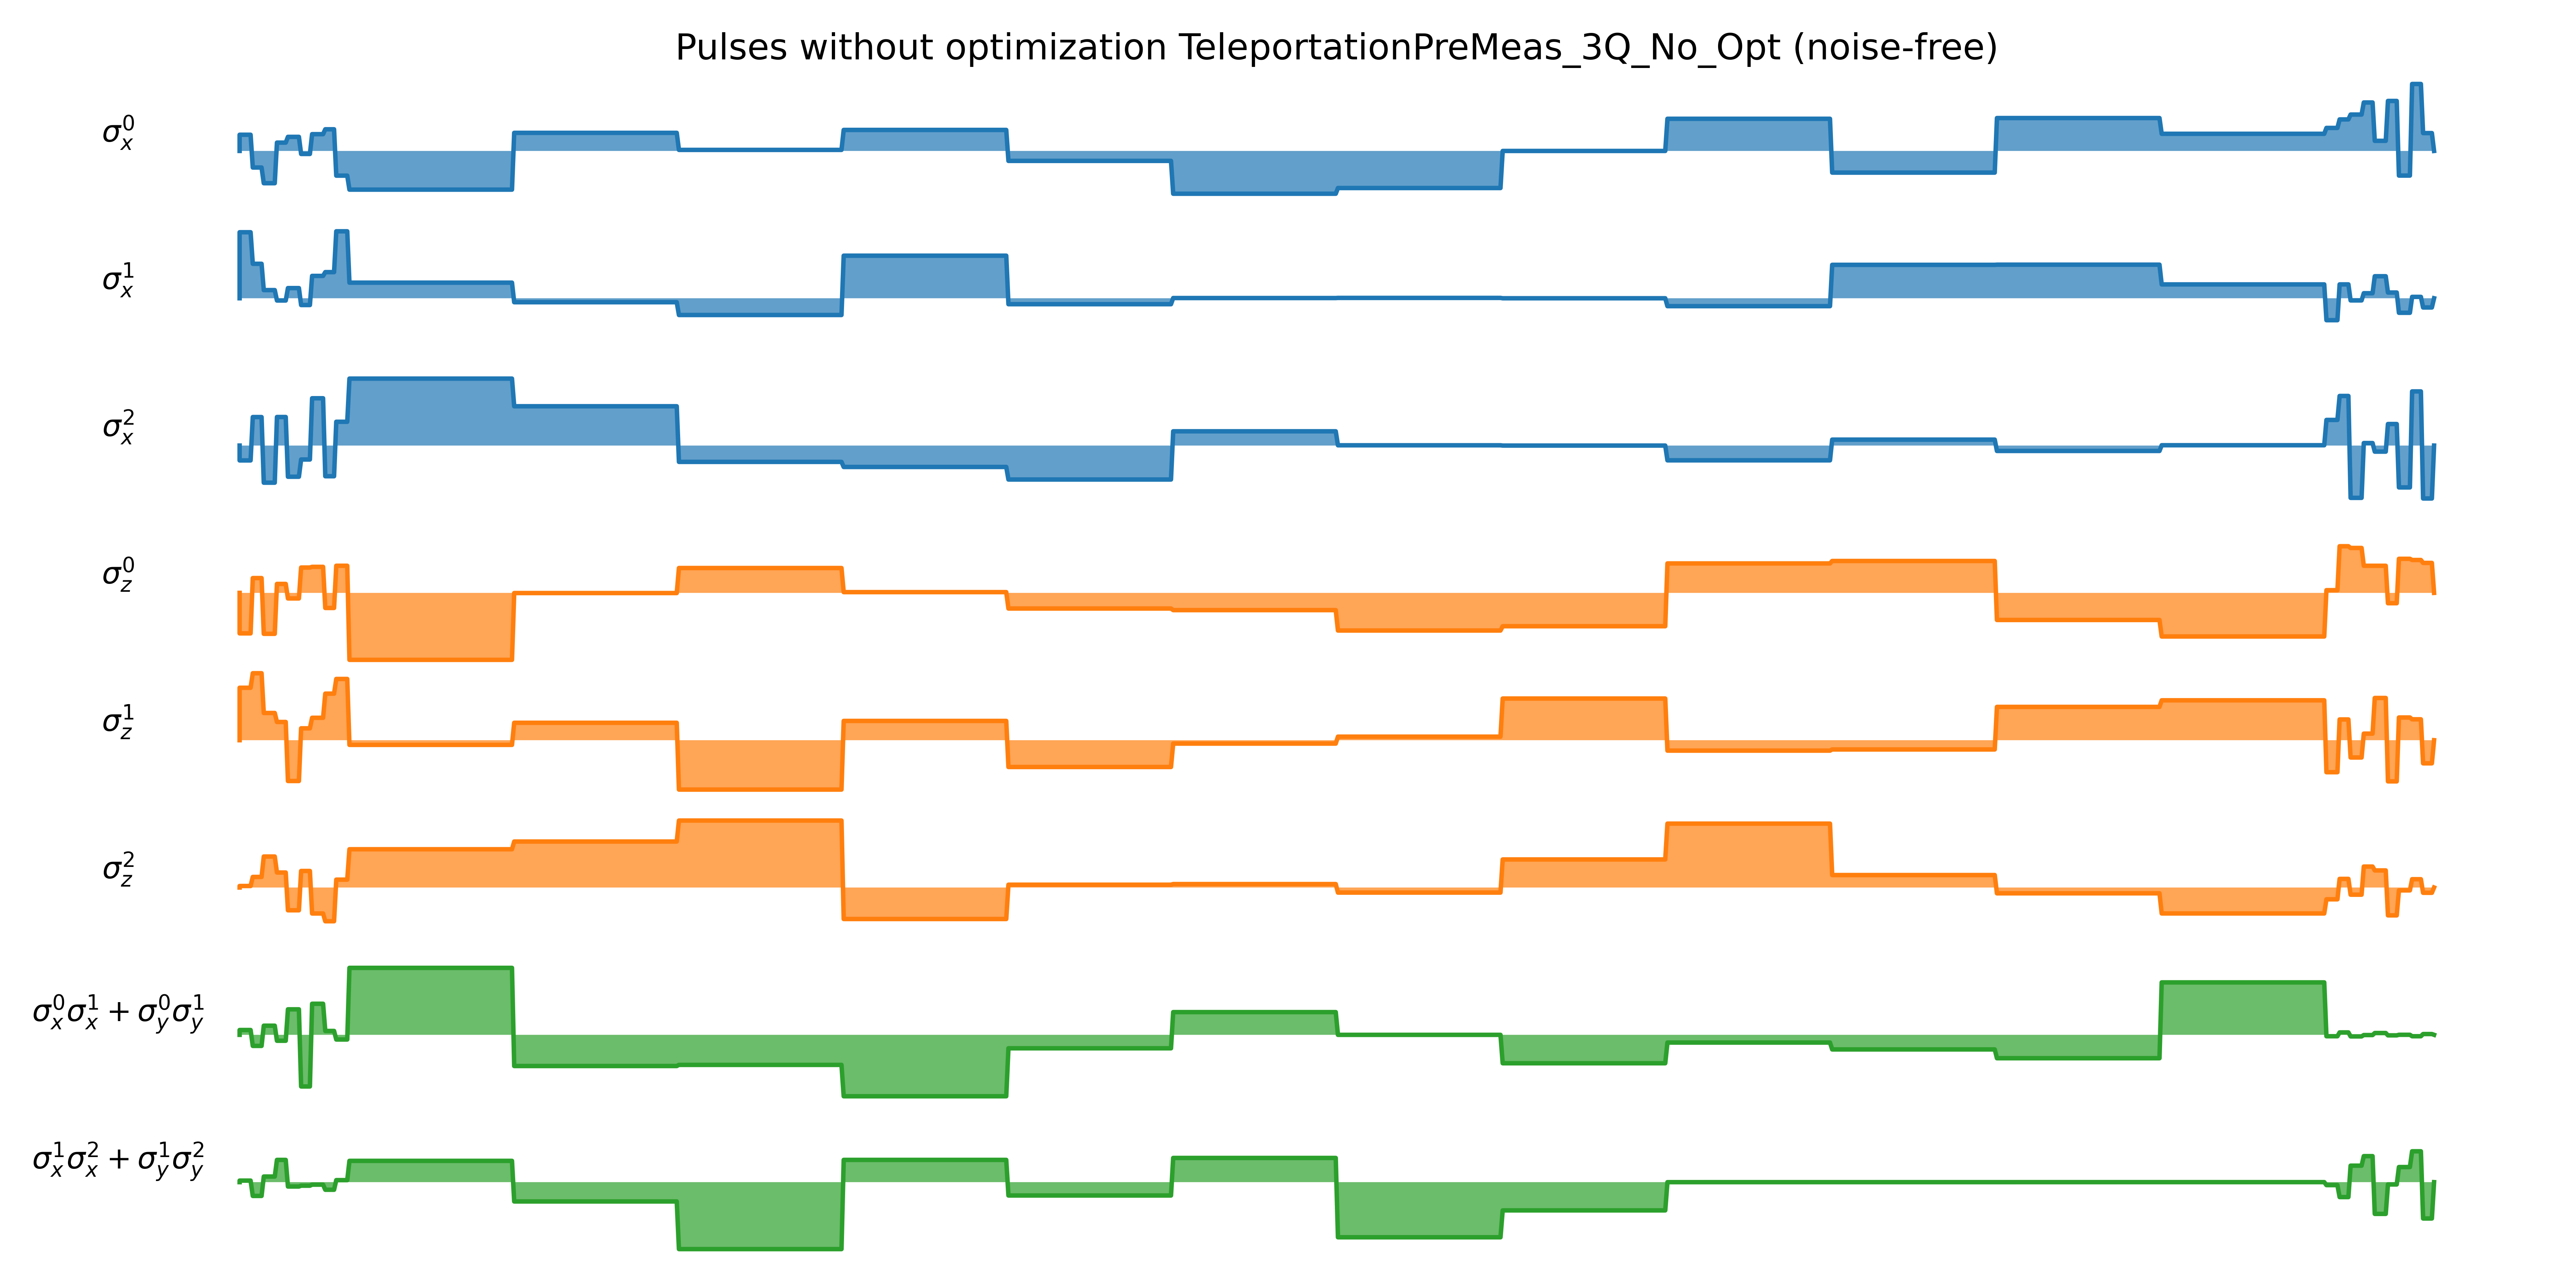 Pulses without optimization TeleportationPreMeas_3Q_No_Opt (noise-free)
σ_x^0
σ_x^1
σ_x^2
σ_z^0
σ_z^1
σ_z^2
σ_x^0σ_x^1 + σ_y^0σ_y^1
σ_x^1σ_x^2 + σ_y^1σ_y^2